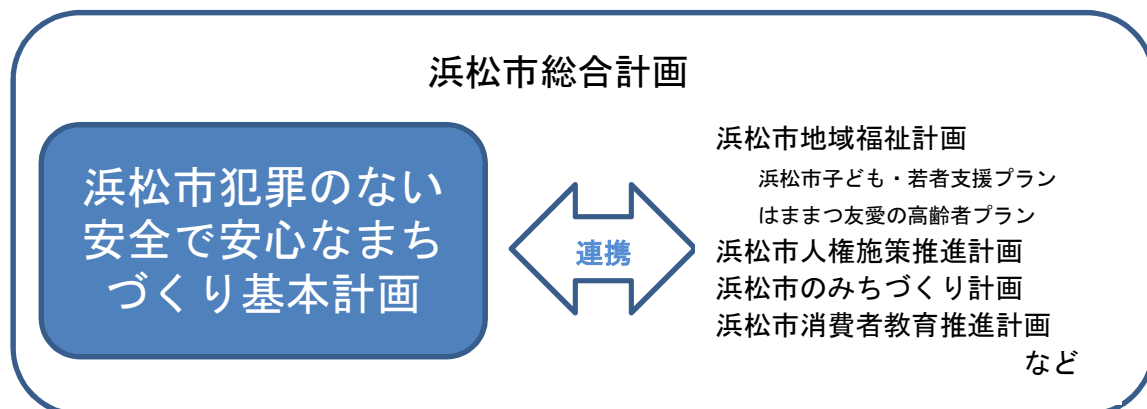 浜松市総合計画
浜松市犯罪のない
安全で安心なまち
づくり基本計画
連携
浜松市地域福祉計画
浜松市子ども・若者支援プラン
はままつ友愛の高齢者プラン
浜松市人権施策推進計画
浜松市のみちづくり計画
浜松市消費者教育推進計画
など